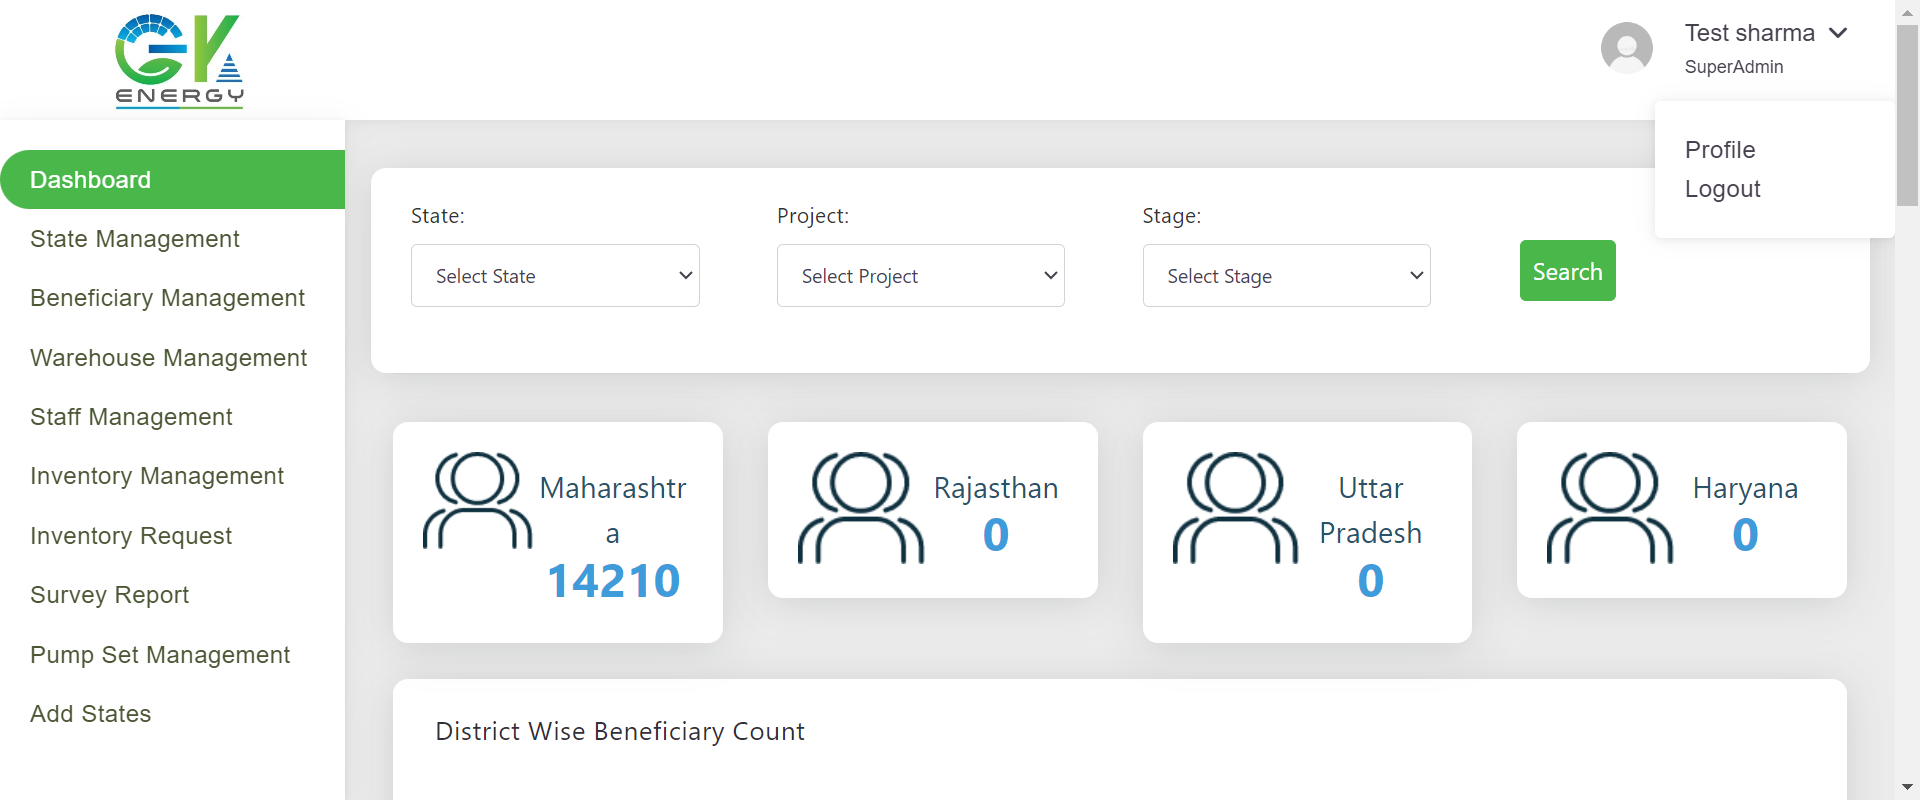 GK
ENERGY
Test sharma
SuperAdmin
Profile
Logout
Dashboard
State Management
Beneficiary Management
Warehouse Management
Staff Management
Inventory Management
Inventory Request
Survey Report
Pump Set Management
Add States
State:
Select State
Project:
Select Project
Stage:
Select Stage
Search
Maharashtr
a
14210
Rajasthan
0
Uttar
Pradesh
0
Haryana
0
District Wise Beneficiary Count